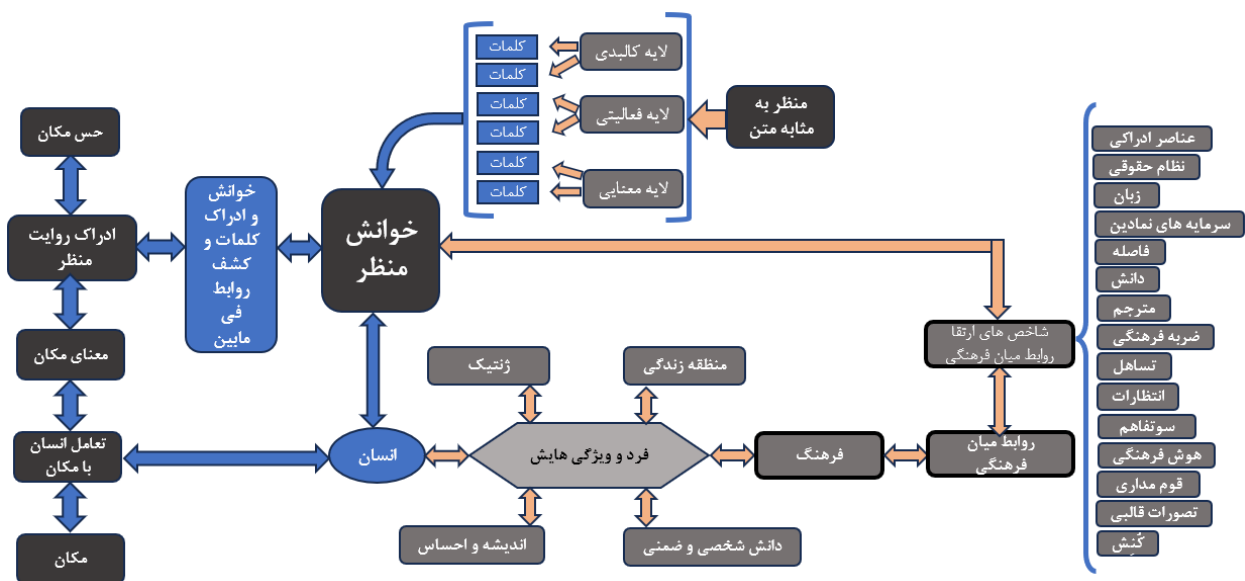 منظر به
مثابه متن
لایه کالبدی
کلمات
کلمات
لایه فعالیتی
کلمات
کلمات
لایه معنایی
کلمات
کلمات
خوانش
منظر
خوانش
و ادراک
کلمات و
کشف
روابط
فی
مابین
حس مکان
ادراک روایت
منظر
معنای مکان
تعامل انسان
با مکان
مکان
انسان
فرد و ویژگی هایش
ژنتیک
منظقه زندگی
اندیشه و احساس
دانش شخصی و ضمنی
فرهنگ
روابط میان
فرهنگی
شاخص های ارتقا
روابط میان فرهنگی
عناصر ادراکی
نظام حقوقی
زبان
سرمایه های نمادین
فاصله
دانش
مترجم
ضربه فرهنگی
تساهل
انتظارات
سوتفاهم
هوش فرهنگی
قوم مداری
تصورات قالبی
کُنِش